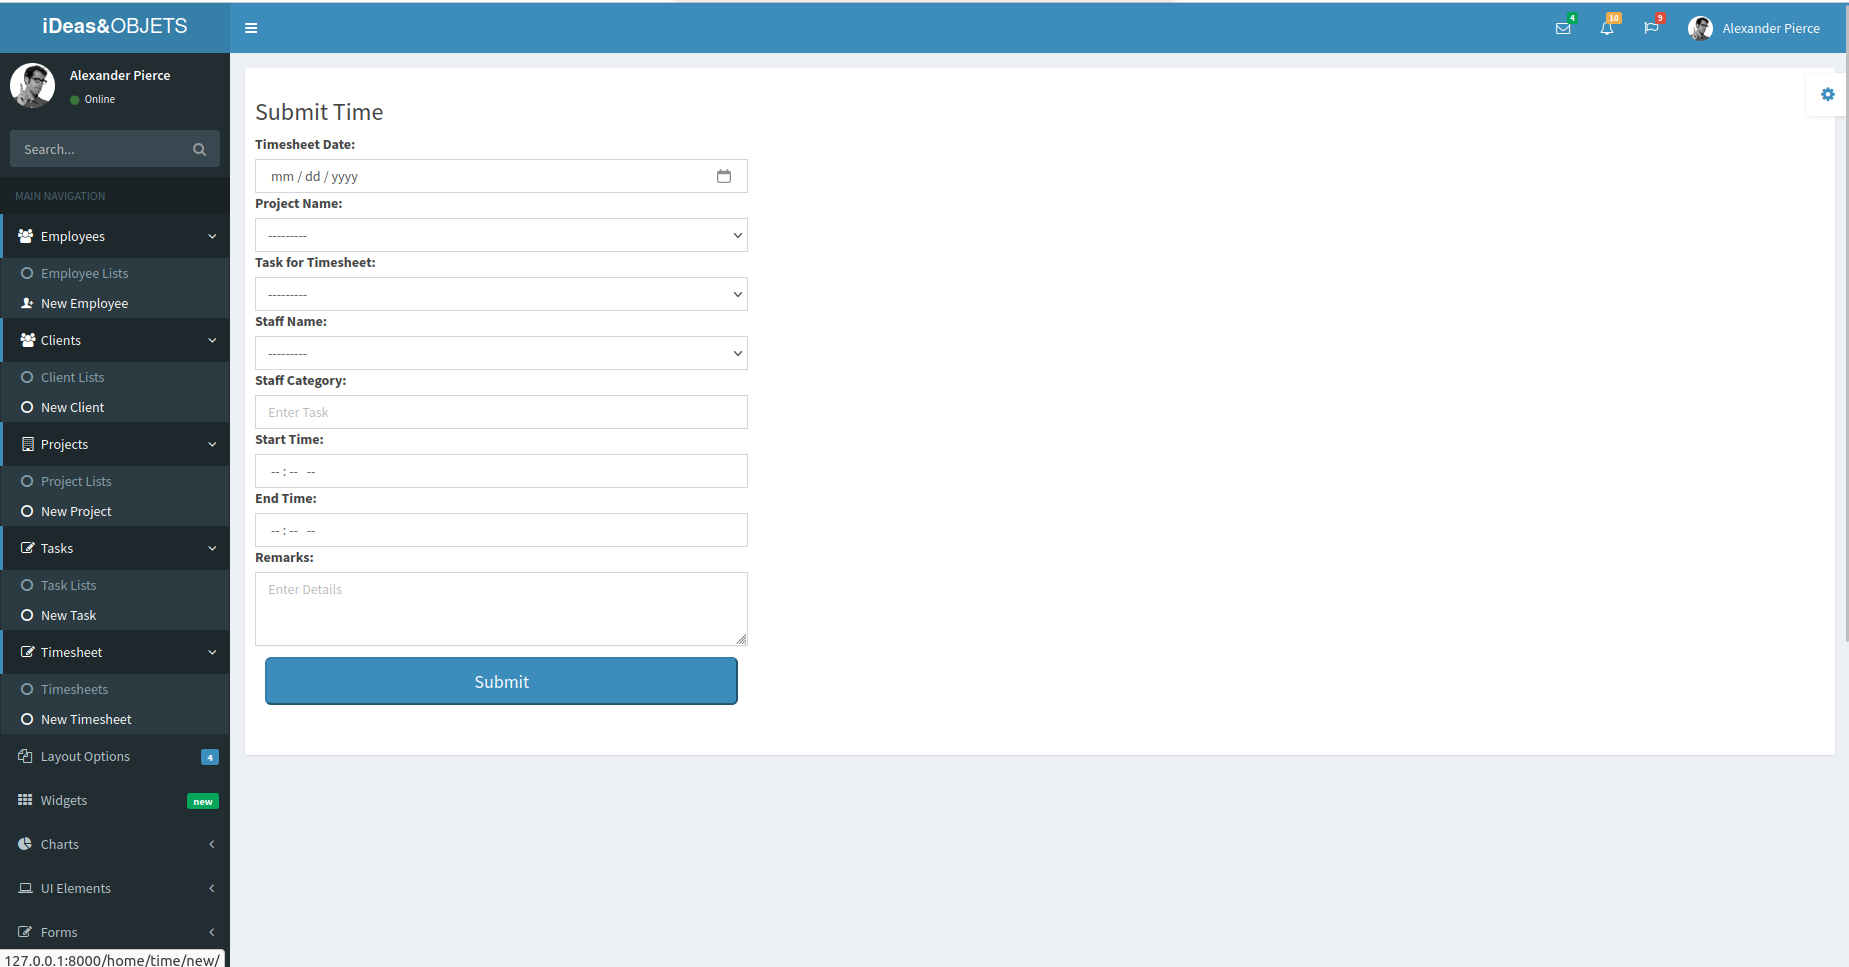 iDeas&OBJETS
4
10
9
Alexander Pierce
Alexander Pierce
Online
Search...
MAIN NAVIGATION
Employees
Employee Lists
New Employee
Clients
Client Lists
New Client
Projects
Project Lists
New Project
Tasks
Task Lists
New Task
Timesheet
Timesheets
New Timesheet
Layout Options 4
Widgets new
Charts
UI Elements
Forms
127.0.0.1:8000/home/time/new/
Submit Time
Timesheet Date:
mm / dd / yyyy
Project Name:
---------
Task for Timesheet:
---------
Staff Name:
---------
Staff Category:
Enter Task
Start Time:
-- : -- --
End Time:
-- : -- --
Remarks:
Enter Details
Submit